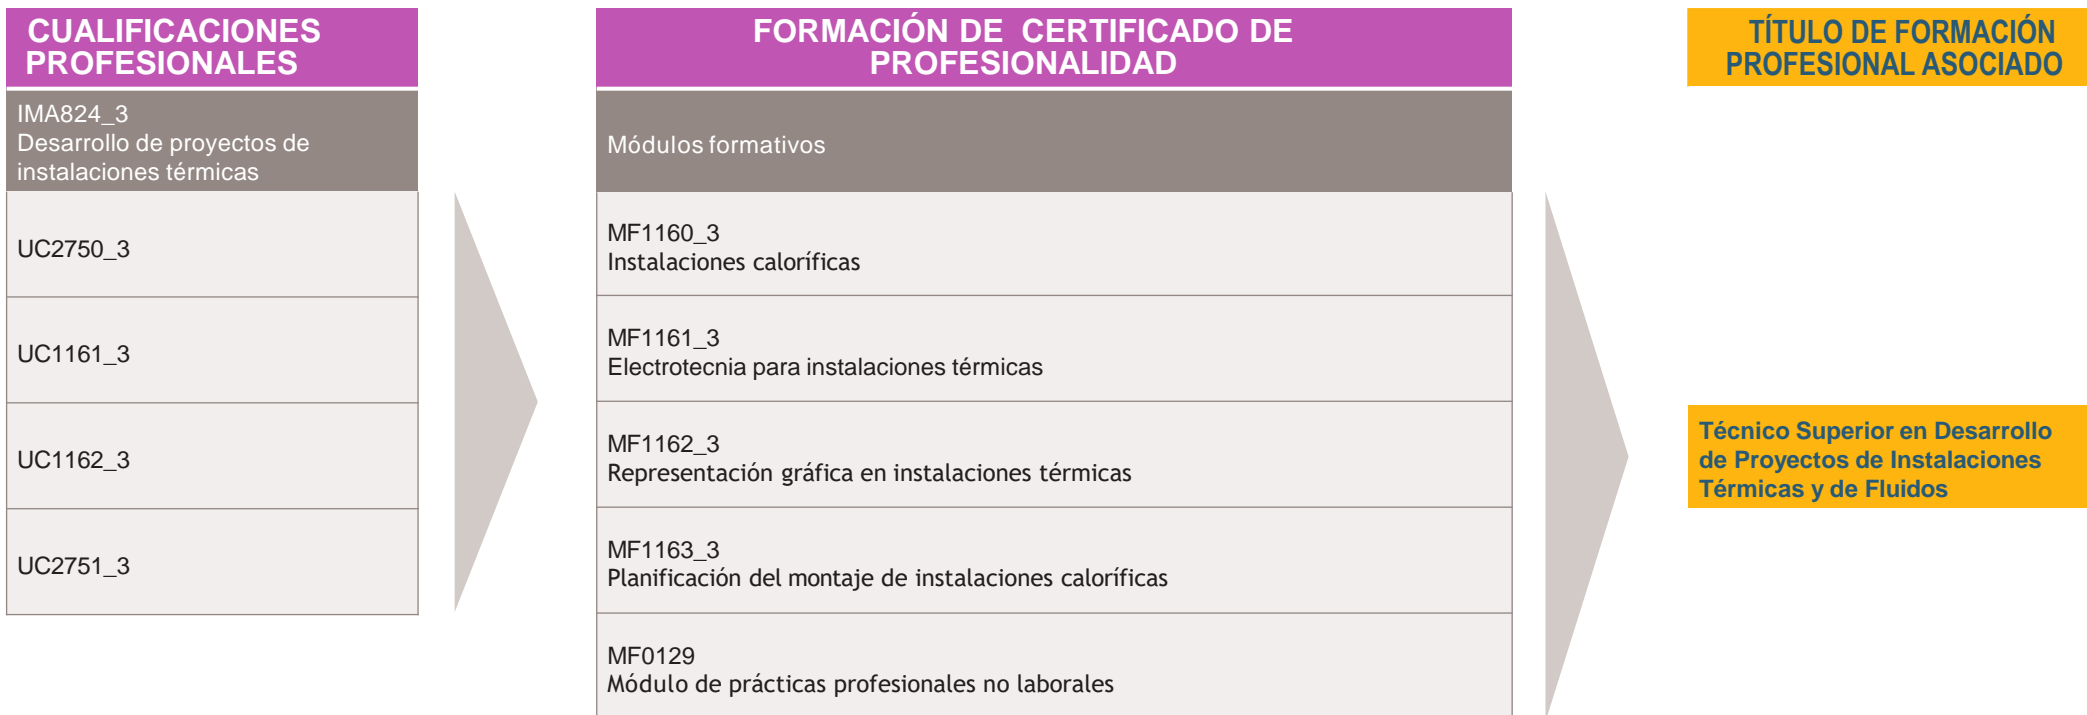 CUALIFICACIONES
PROFESIONALES
IMA824_3
Desarrollo de proyectos de
instalaciones térmicas
UC2750_3
UC1161_3
UC1162_3
UC2751_3
FORMACIÓN DE CERTIFICADO DE
PROFESIONALIDAD
Módulos formativos
MF1160_3
Instalaciones caloríficas
MF1161_3
Electrotecnia para instalaciones térmicas
MF1162_3
Representación gráfica en instalaciones térmicas
MF1163_3
Planificación del montaje de instalaciones caloríficas
MF0129
Módulo de prácticas profesionales no laborales
TÍTULO DE FORMACIÓN
PROFESIONAL ASOCIADO
Técnico Superior en Desarrollo
de Proyectos de Instalaciones
Térmicas y de Fluidos